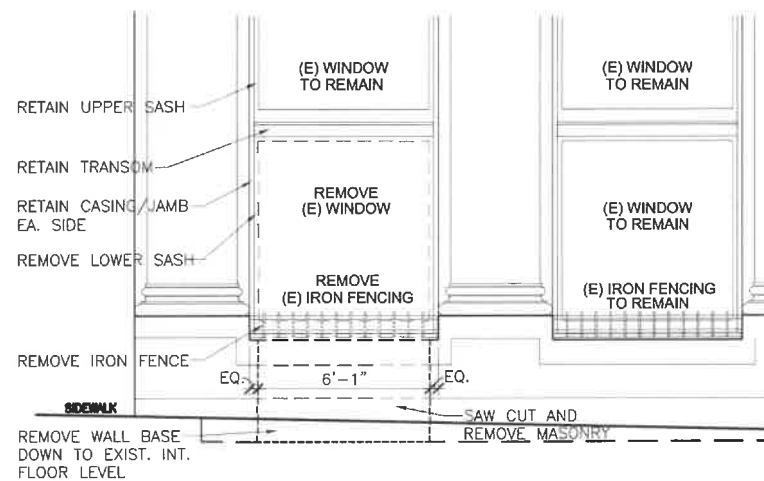 (E) WINDOW
TO REMAIN
(E) WINDOW
TO REMAIN
RETAIN UPPER SASH
RETAIN TRANSOM
RETAIN CASING/JAMB
EA. SIDE
REMOVE LOWER SASH
REMOVE
(E) WINDOW
(E) WINDOW
TO REMAIN
REMOVE
(E) IRON FENCING
(E) IRON FENCING
TO REMAIN
REMOVE IRON FENCE
EQ.
6'-1"
EQ.
SIDEWALK
SAW CUT AND
REMOVE MASONRY
REMOVE WALL BASE
DOWN TO EXIST. INT.
FLOOR LEVEL